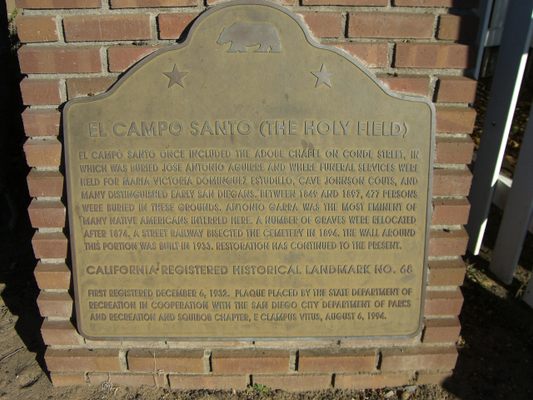 EL CAMPO SANTO (THE HOLY FIELD)
EL CAMPO SANTO ONCE INCLUDED THE ADOBE CHAPEL ON CONDE STREET, IN
WHICH WAS BURIED JOSE ANTONIO AGUIRRE AND WHERE FUNERAL SERVICES WERE
HELD FOR MARIA VICTORIA DOMINGUEZ ESTUDILLO, CAVE JOHNSON COUTS, AND
MANY DISTINGUISHED EARLY SAN DIEGANS. BETWEEN 1849 AND 1897, 477 PERSONS
WERE BURIED IN THESE GROUNDS. ANTONIO GARRA WAS THE MOST EMINENT OF
MANY NATIVE AMERICANS INTERRED HERE. A NUMBER OF GRAVES WERE RELOCATED
AFTER 1874. A STREET RAILWAY BISECTED THE CEMETERY IN 1894. THE WALL AROUND
THIS PORTION WAS BUILT IN 1933. RESTORATION HAS CONTINUED TO THE PRESENT.
CALIFORNIA REGISTERED HISTORICAL LANDMARK NO. 68
FIRST REGISTERED DECEMBER 6, 1932. PLAQUE PLACED BY THE STATE DEPARTMENT OF
RECREATION IN COOPERATION WITH THE SAN DIEGO CITY DEPARTMENT OF PARKS
AND RECREATION AND SQUIBOB CHAPTER, E CLAMPUS VITUS, AUGUST 6, 1994.